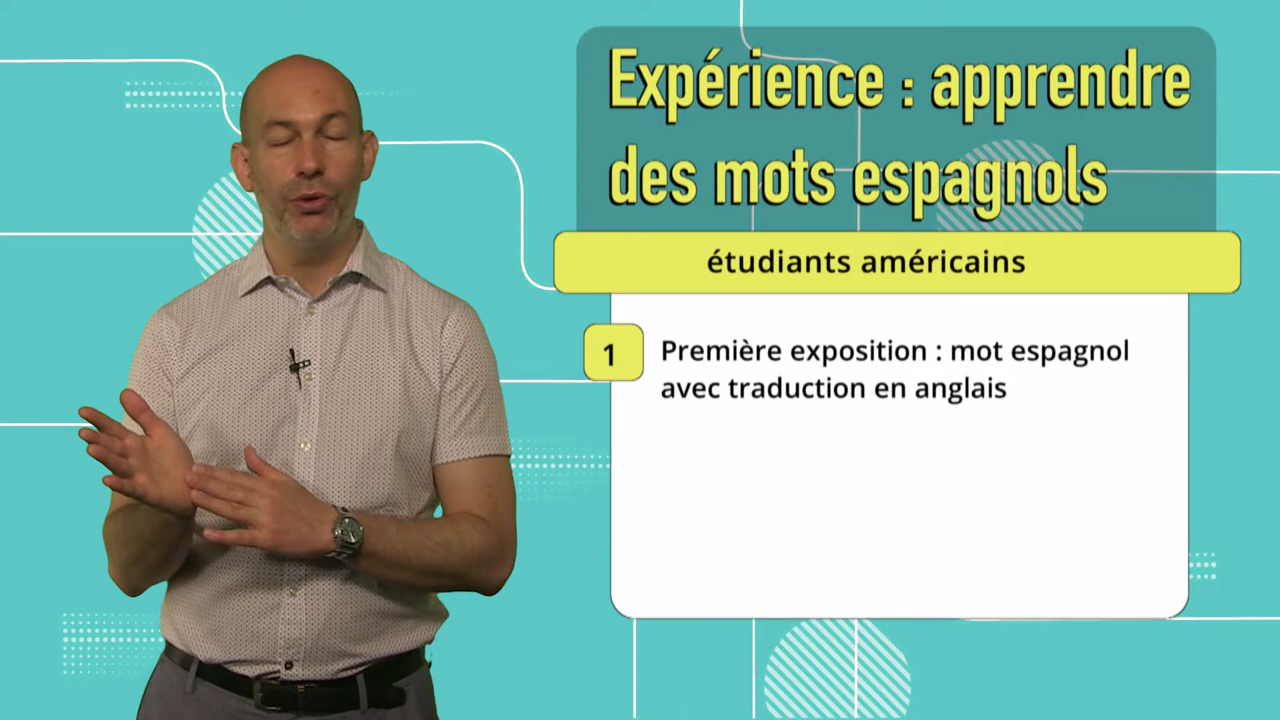 Expérience : apprendre
des mots espagnols
étudiants américains
1
Première exposition : mot espagnol
avec traduction en anglais